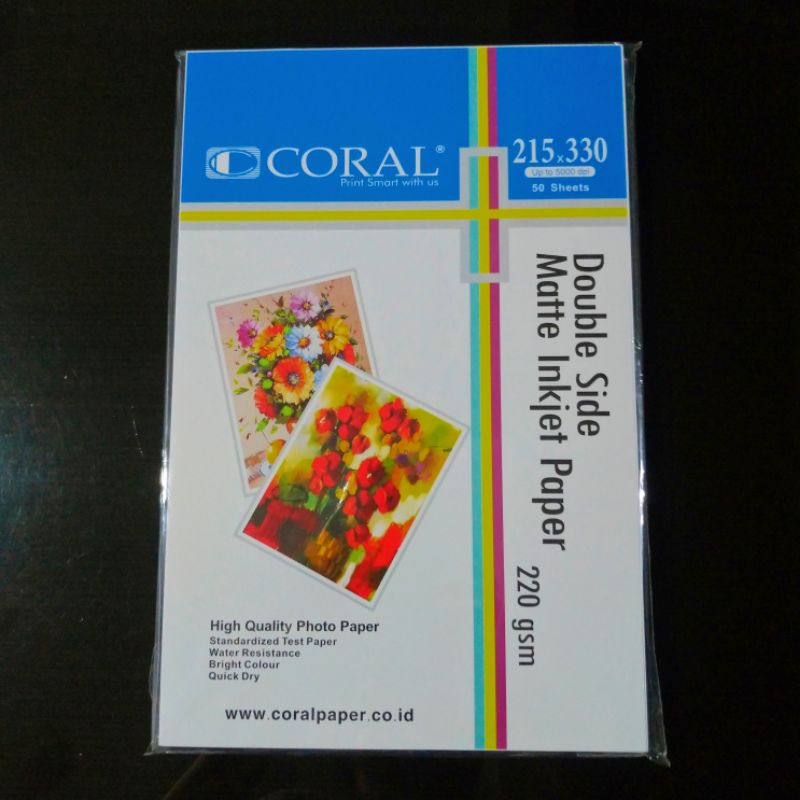 CORAL®
Print Smart with us
215x330
Up to 5000 dpi
50 Sheets
Double Side
Matte Inkjet Paper
220 gsm
High Quality Photo Paper
Standardized Test Paper
Water Resistance
Bright Colour
Quick Dry
www.coralpaper.co.id